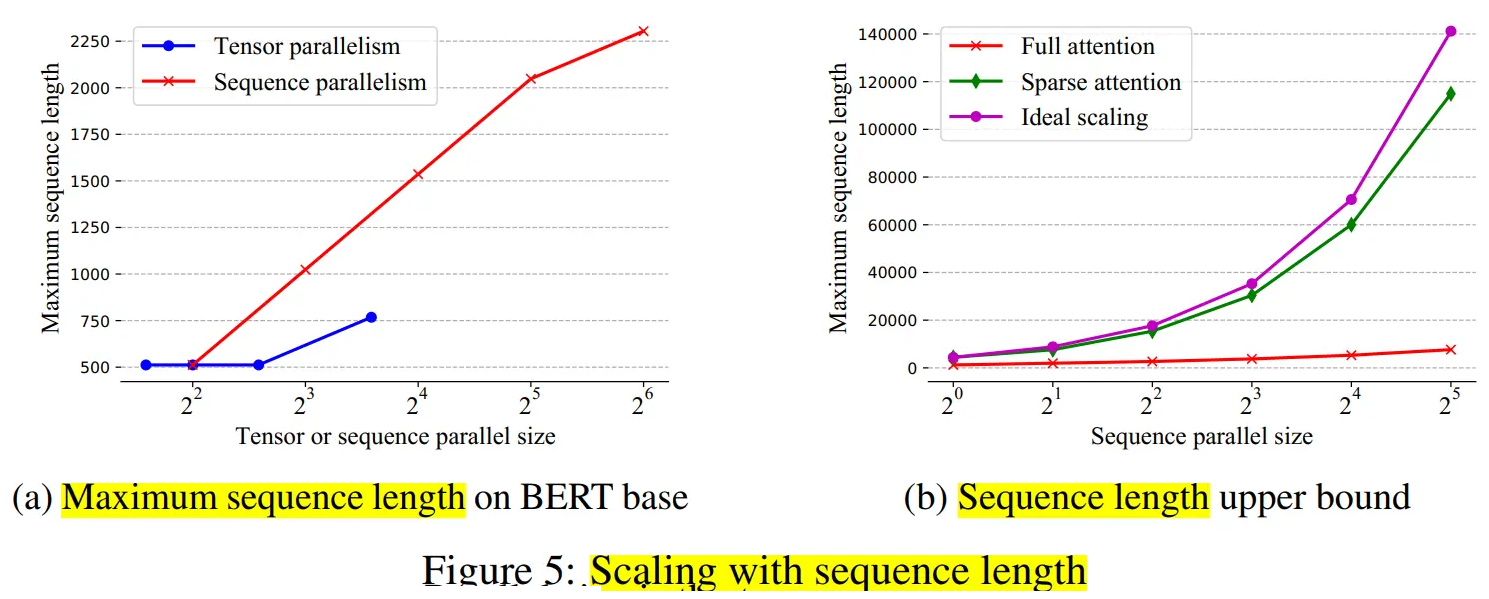 Tensor parallelism
Sequence parallelism
2250
2000
1750
1500
1250
1000
750
500
Maximum sequence length
2^2
2^3
2^4
2^5
2^6
Tensor or sequence parallel size
(a) Maximum sequence length on BERT base
Full attention
Sparse attention
Ideal scaling
140000
120000
100000
80000
60000
40000
20000
0
Maximum sequence length
2^0
2^1
2^2
2^3
2^4
2^5
Sequence parallel size
(b) Sequence length upper bound
Figure 5: Scaling with sequence length